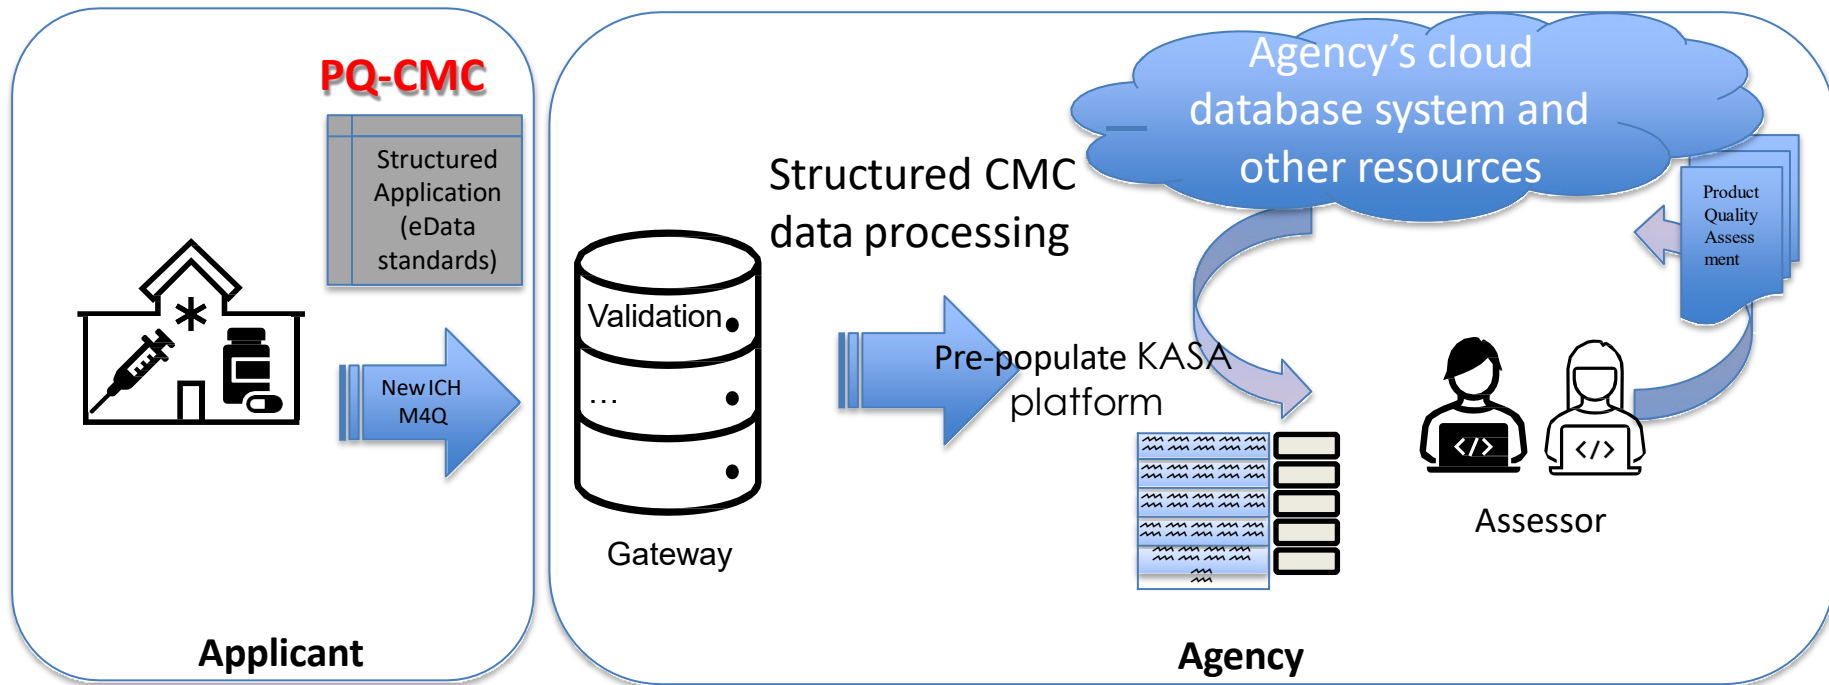 PQ-CMC
Structured
Application
(eData
standards)
New ICH
M4Q
Applicant
Validation
...
Gateway
Structured CMC
data processing
Pre-populate KASA
platform
Agency's cloud
database system and
other resources
Product
Quality
Assess
ment
</>
</>
Assessor
Agency